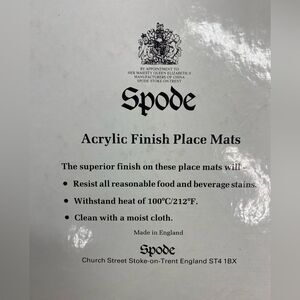 BY APPOINTMENT TO
HER MAJESTY QUEEN ELIZABETH II
MANUFACTURERS OF CHINA
SPODE STOKE-ON-TRENT
Spode
Acrylic Finish Place Mats
The superior finish on these place mats will -
• Resist all reasonable food and beverage stains.
• Withstand heat of 100°C/212°F.
• Clean with a moist cloth.
Made in England
Spode
Church Street Stoke-on-Trent England ST4 1BX